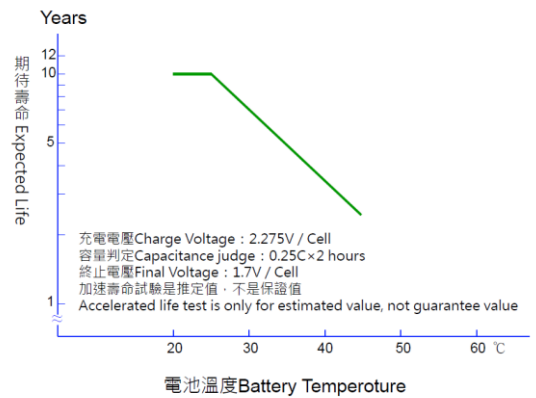 Years
12
10
5
1
期待壽命 Expected Life
充電電壓Charge Voltage：2.275V / Cell
容量判定Capacitance judge：0.25C×2 hours
終止電壓Final Voltage：1.7V / Cell
加速壽命試驗是推定值，不是保證值
Accelerated life test is only for estimated value, not guarantee value
20 30 40 50 60 ℃
電池溫度Battery Temperoture